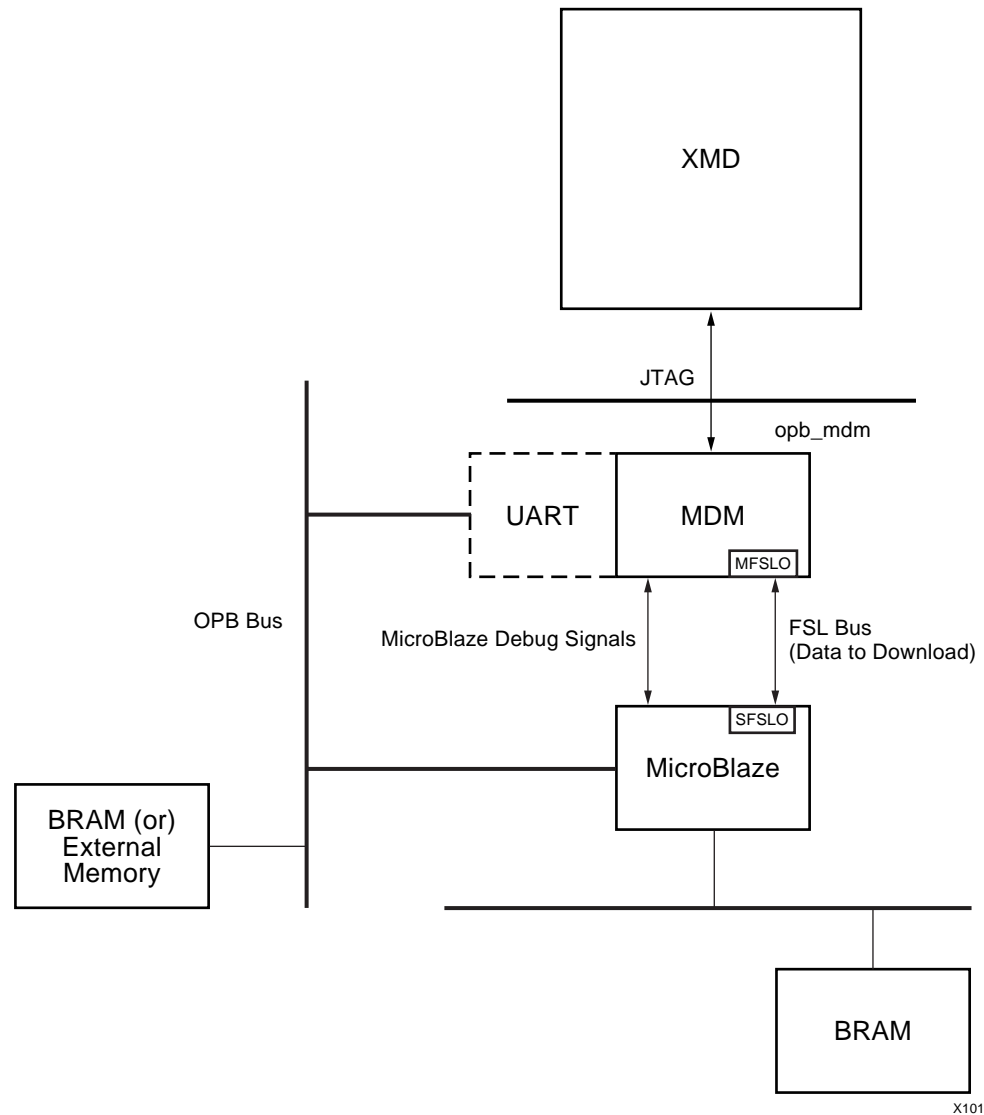 XMD
JTAG
opb_mdm
UART
MDM
MFSLO
OPB Bus
MicroBlaze Debug Signals
FSL Bus
(Data to Download)
SFSLO
MicroBlaze
BRAM (or)
External
Memory
BRAM
X101